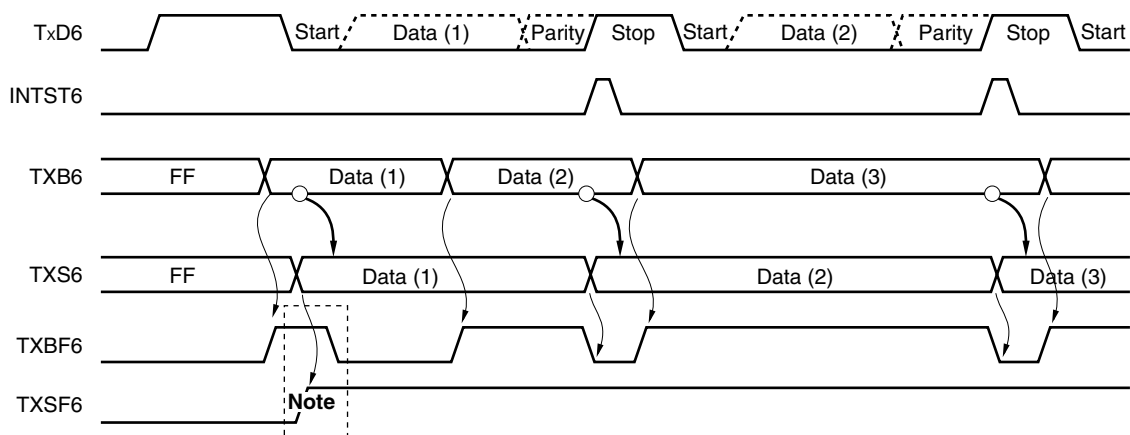 TxD6 Start Data (1) Parity Stop Start Data (2) Parity Stop Start
INTST6
TXB6 FF Data (1) Data (2) Data (3)
TXS6 FF Data (1) Data (2) Data (3)
TXBF6
TXSF6 Note